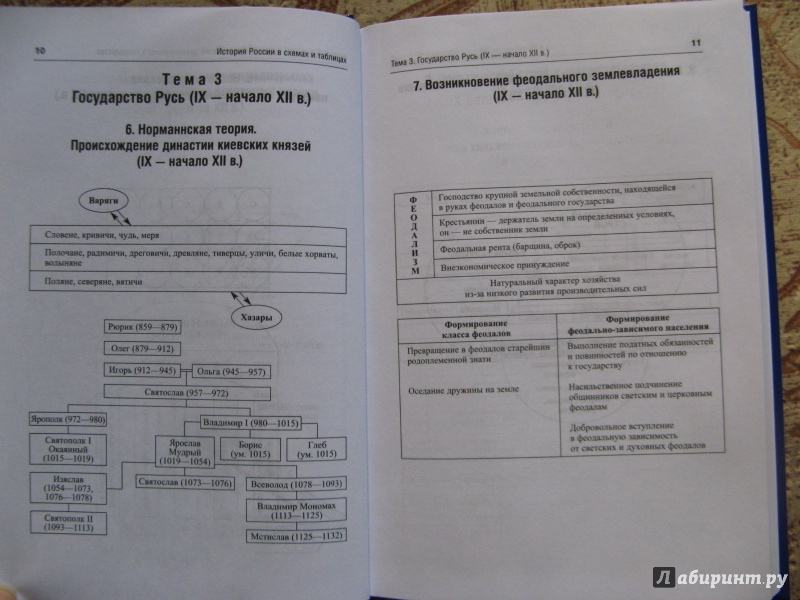 10
История России в схемах и таблицах
Тема 3
Государство Русь (IX — начало XII в.)
6. Норманнская теория.
Происхождение династии киевских князей
(IX — начало XII в.)
Варяги
Словене, кривичи, чудь, меря
Полочане, радимичи, дреговичи, древляне, тиверцы, уличи, белые хорваты,
волыняне
Поляне, северяне, вятичи
Хазары
Рюрик (859—879)
Олег (879—912)
Игорь (912—945)
Ольга (945—957)
Святослав (957—972)
Ярополк (972—980)
Владимир I (980—1015)
Святополк I
Окаянный
(1015—1019)
Ярослав
Мудрый
(1019—1054)
Борис
(ум. 1015)
Глеб
(ум. 1015)
Изяслав
(1054—1073,
1076—1078)
Святослав (1073—1076)
Всеволод (1078—1093)
Святополк II
(1093—1113)
Владимир Мономах
(1113—1125)
Мстислав (1125—1132)
Тема 3. Государство Русь (IX — начало XII в.)
11
7. Возникновение феодального землевладения
(IX — начало XII в.)
ФЕОДАЛИЗМ
Господство крупной земельной собственности, находящейся
в руках феодалов и феодального государства
Крестьянин — держатель земли на определенных условиях,
он — не собственник земли
Феодальная рента (барщина, оброк)
Внеэкономическое принуждение
Натуральный характер хозяйства
из-за низкого развития производительных сил
Формирование
класса феодалов
Формирование
феодально-зависимого населения
Превращение в феодалов старейшин
родоплеменной знати
Выполнение податных обязанностей
и повинностей по отношению
к государству
Оседание дружины на земле
Насильственное подчинение
общинников светским и церковным
феодалам
Добровольное вступление
в феодальную зависимость
от светских и духовных феодалов
Лабиринт.ру